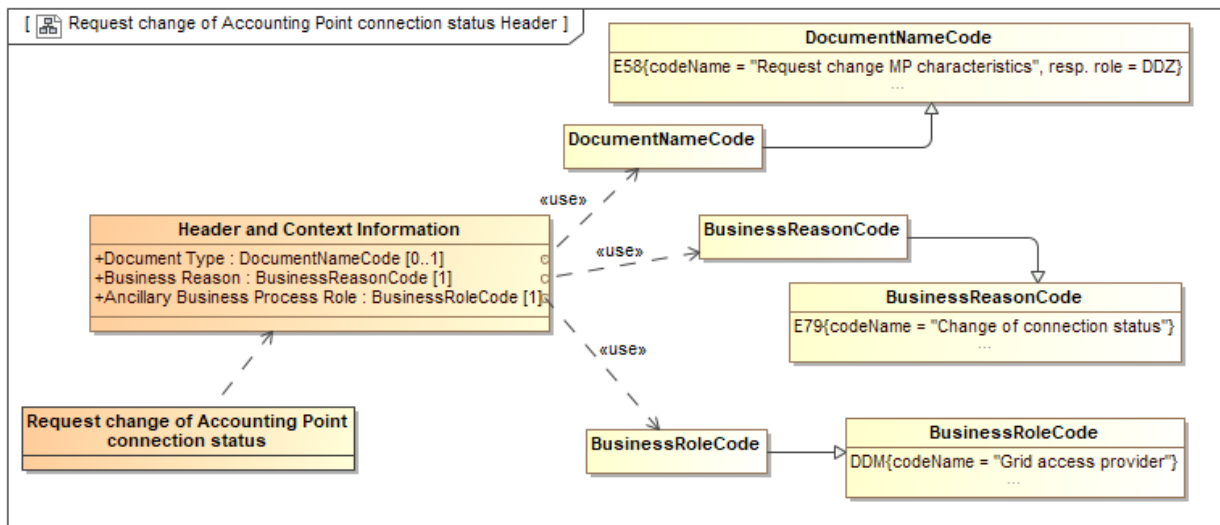 [ Request change of Accounting Point connection status Header ]
DocumentNameCode
E58{codeName = "Request change MP characteristics", resp. role = DDZ}
...
DocumentNameCode
«use»
Header and Context Information
+Document Type : DocumentNameCode [0..1]
+Business Reason : BusinessReasonCode [1]
+Ancillary Business Process Role : BusinessRoleCode [1]
«use»
BusinessReasonCode
BusinessReasonCode
E79{codeName = "Change of connection status"}
...
«use»
Request change of Accounting Point
connection status
BusinessRoleCode
BusinessRoleCode
DDM{codeName = "Grid access provider"}
...